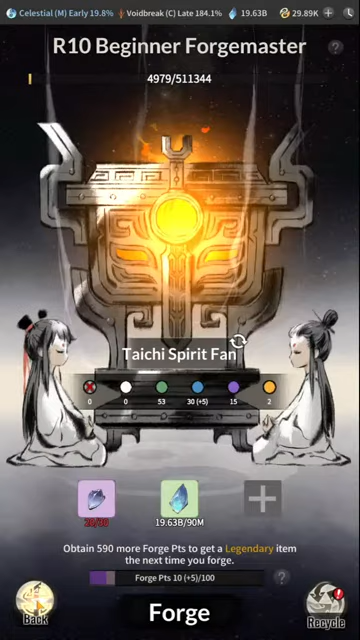 Celestial (M) Early 19.8% Voidbreak (C) Late 184.1% 19.63B 29.89K
R10 Beginner Forgemaster ?
4979/511344
Taichi Spirit Fan
0 0 53 30 (+5) 15 2
28/30 19.63B/90M
Obtain 590 more Forge Pts to get a Legendary item
the next time you forge.
Forge Pts 10 (+5)/100 ?
Back Forge Recycle